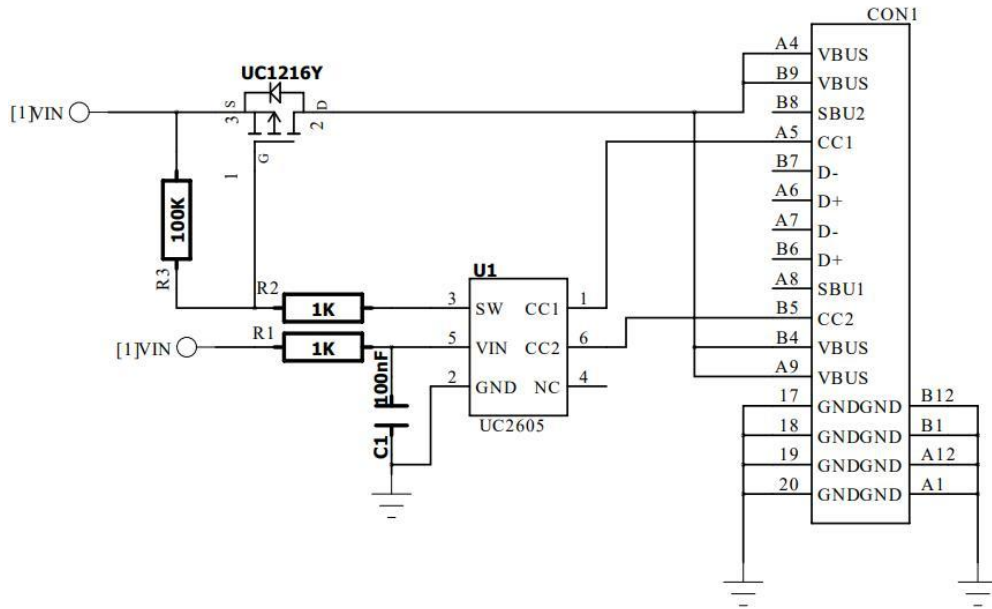 CON1
A4 VBUS
B9 VBUS
B8 SBU2
A5 CC1
B7 D-
A6 D+
A7 D-
B6 D+
A8 SBU1
B5 CC2
B4 VBUS
A9 VBUS
17 GNDGND B12
18 GNDGND B1
19 GNDGND A12
20 GNDGND A1
UC1216Y
[1]VIN
3 S
2 D
G
1
100K
R3
R2
1K
R1
1K
[1]VIN
100nF
C1
U1
3 SW CC1 1
5 VIN CC2 6
2 GND NC 4
UC2605